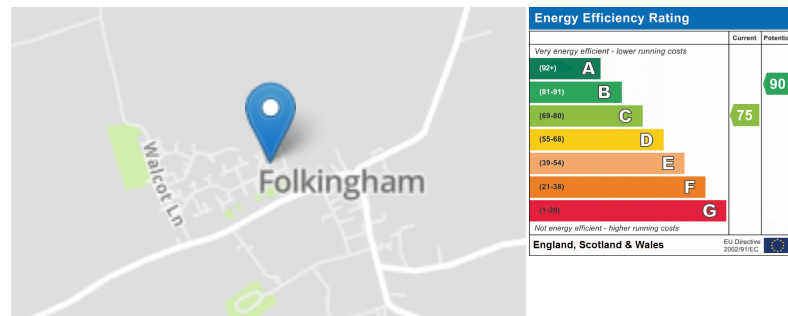 Walcot Ln
Folkingham
Energy Efficiency Rating
Current Potentia
Very energy efficient - lower running costs
(92+) A
(81-91) B
90
(69-80) C
75
(55-68) D
(39-54) E
(21-38) F
(1-20) G
Not energy efficient - higher running costs
England, Scotland & Wales
EU Directive
2002/91/EC